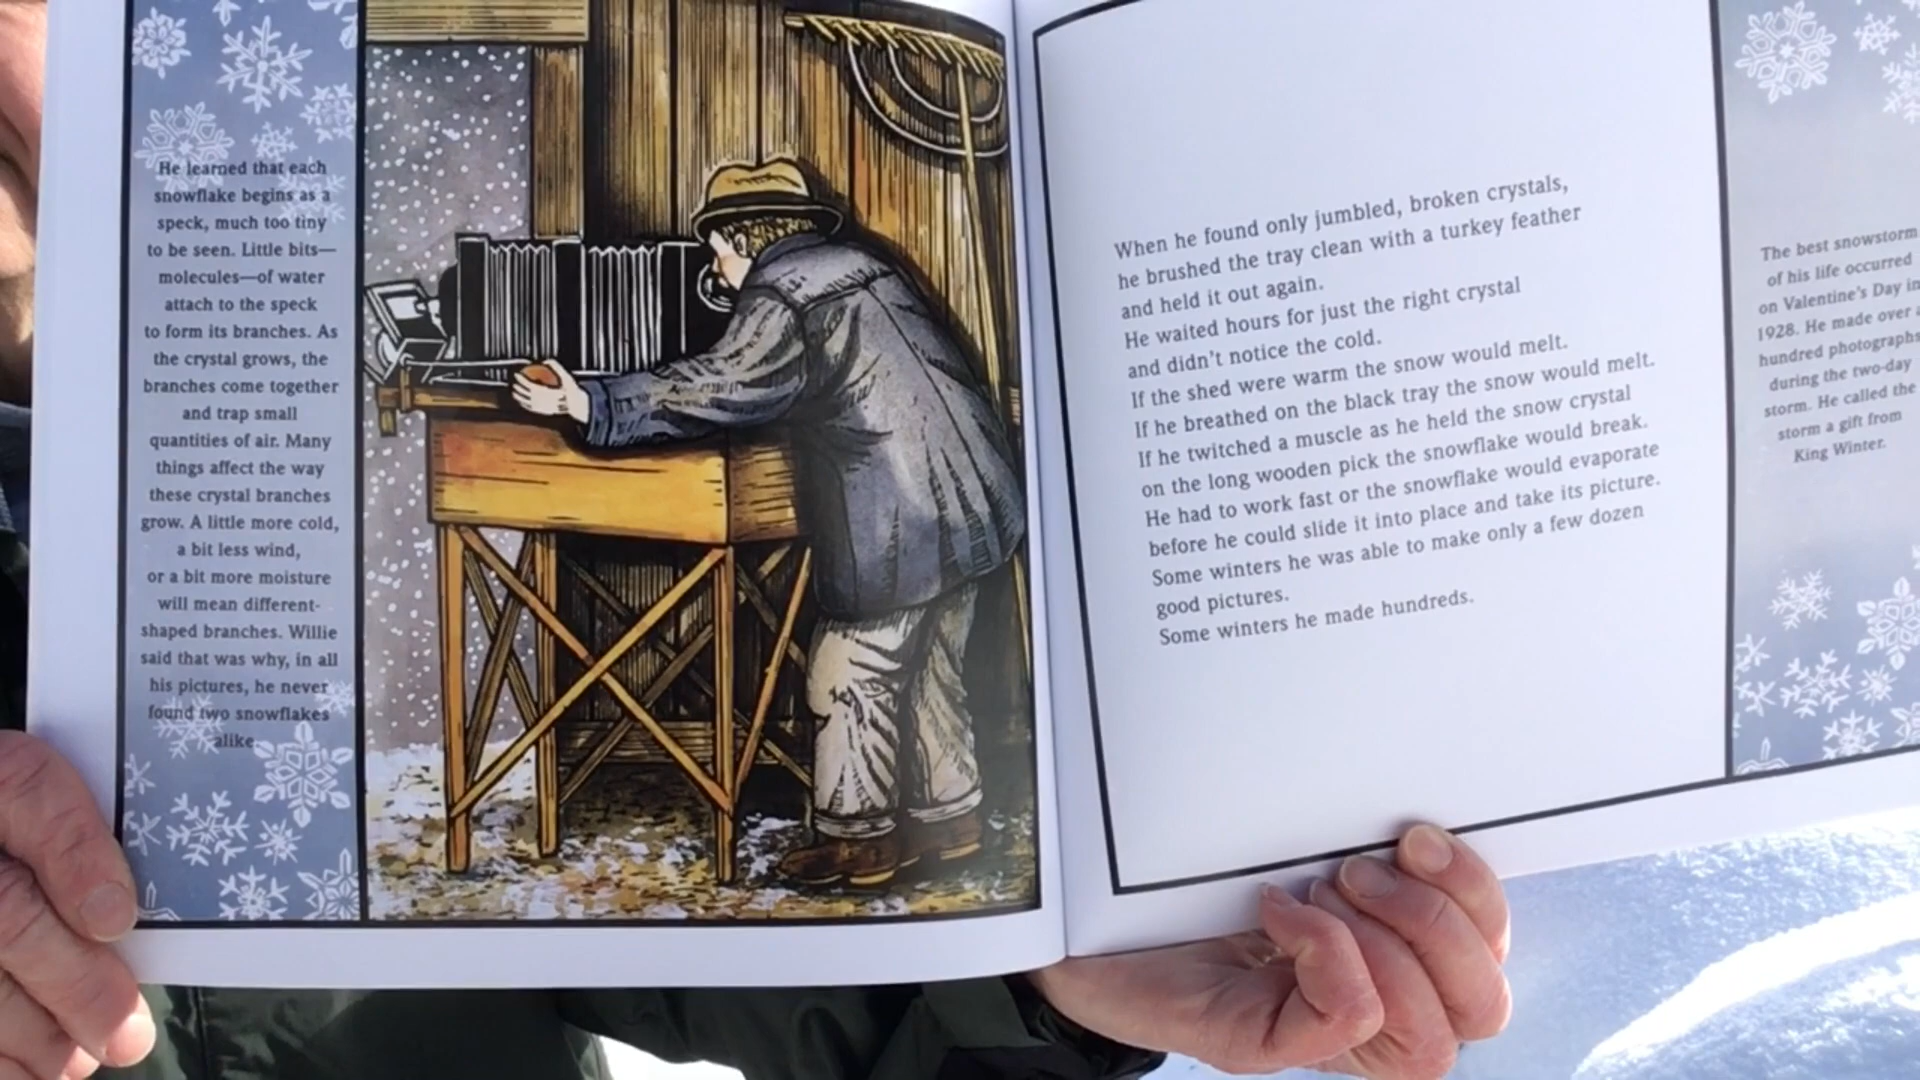 He learned that each
snowflake begins as a
speck, much too tiny
to be seen. Little bits—
molecules—of water
attach to the speck
to form its branches. As
the crystal grows, the
branches come together
and trap small
quantities of air. Many
things affect the way
these crystal branches
grow. A little more cold,
a bit less wind,
or a bit more moisture
will mean different-
shaped branches. Willie
said that was why, in all
his pictures, he never
found two snowflakes
alike.
When he found only jumbled, broken crystals,
he brushed the tray clean with a turkey feather
and held it out again.
He waited hours for just the right crystal
and didn't notice the cold.
If the shed were warm the snow would melt.
If he breathed on the black tray the snow would melt.
If he twitched a muscle as he held the snow crystal
on the long wooden pick the snowflake would break.
He had to work fast or the snowflake would evaporate
before he could slide it into place and take its picture.
Some winters he was able to make only a few dozen
good pictures.
Some winters he made hundreds.
The best snowstorm
of his life occurred
on Valentine's Day in
1928. He made over a
hundred photographs
during the two-day
storm. He called the
storm a gift from
King Winter.